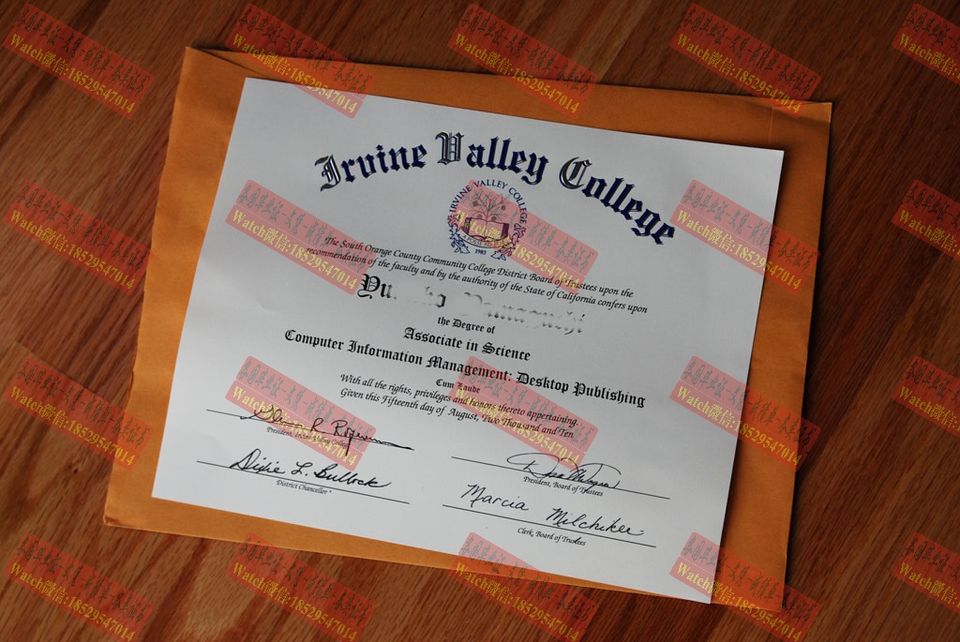 Irvine Valley College
IRVINE VALLEY COLLEGE
1985
The South Orange County Community College District Board of Trustees upon the
recommendation of the faculty and by the authority of the State of California confers upon
the Degree of
Associate in Science
Computer Information Management: Desktop Publishing
Cum Laude
With all the rights, privileges and honors thereto appertaining.
Given this Fifteenth day of August, Two Thousand and Ten
President, Irvine Valley College
President, Board of Trustees
Dixie L. Bullock
District Chancellor
Marcia Milchiker
Clerk, Board of Trustees
Watch微信:18529547014